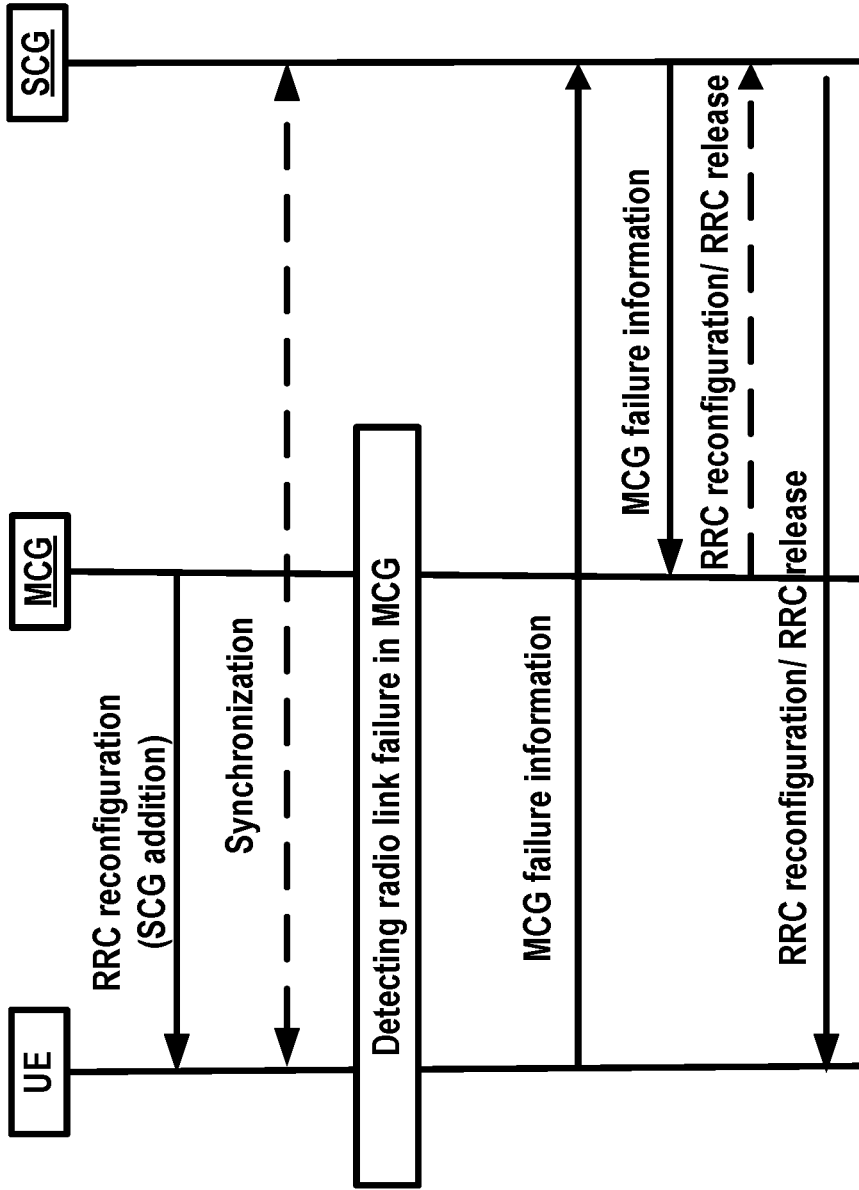 UE
MCG
SCG
RRC reconfiguration
(SCG addition)
Synchronization
Detecting radio link failure in MCG
MCG failure information
MCG failure information
RRC reconfiguration/ RRC release
RRC reconfiguration/ RRC release